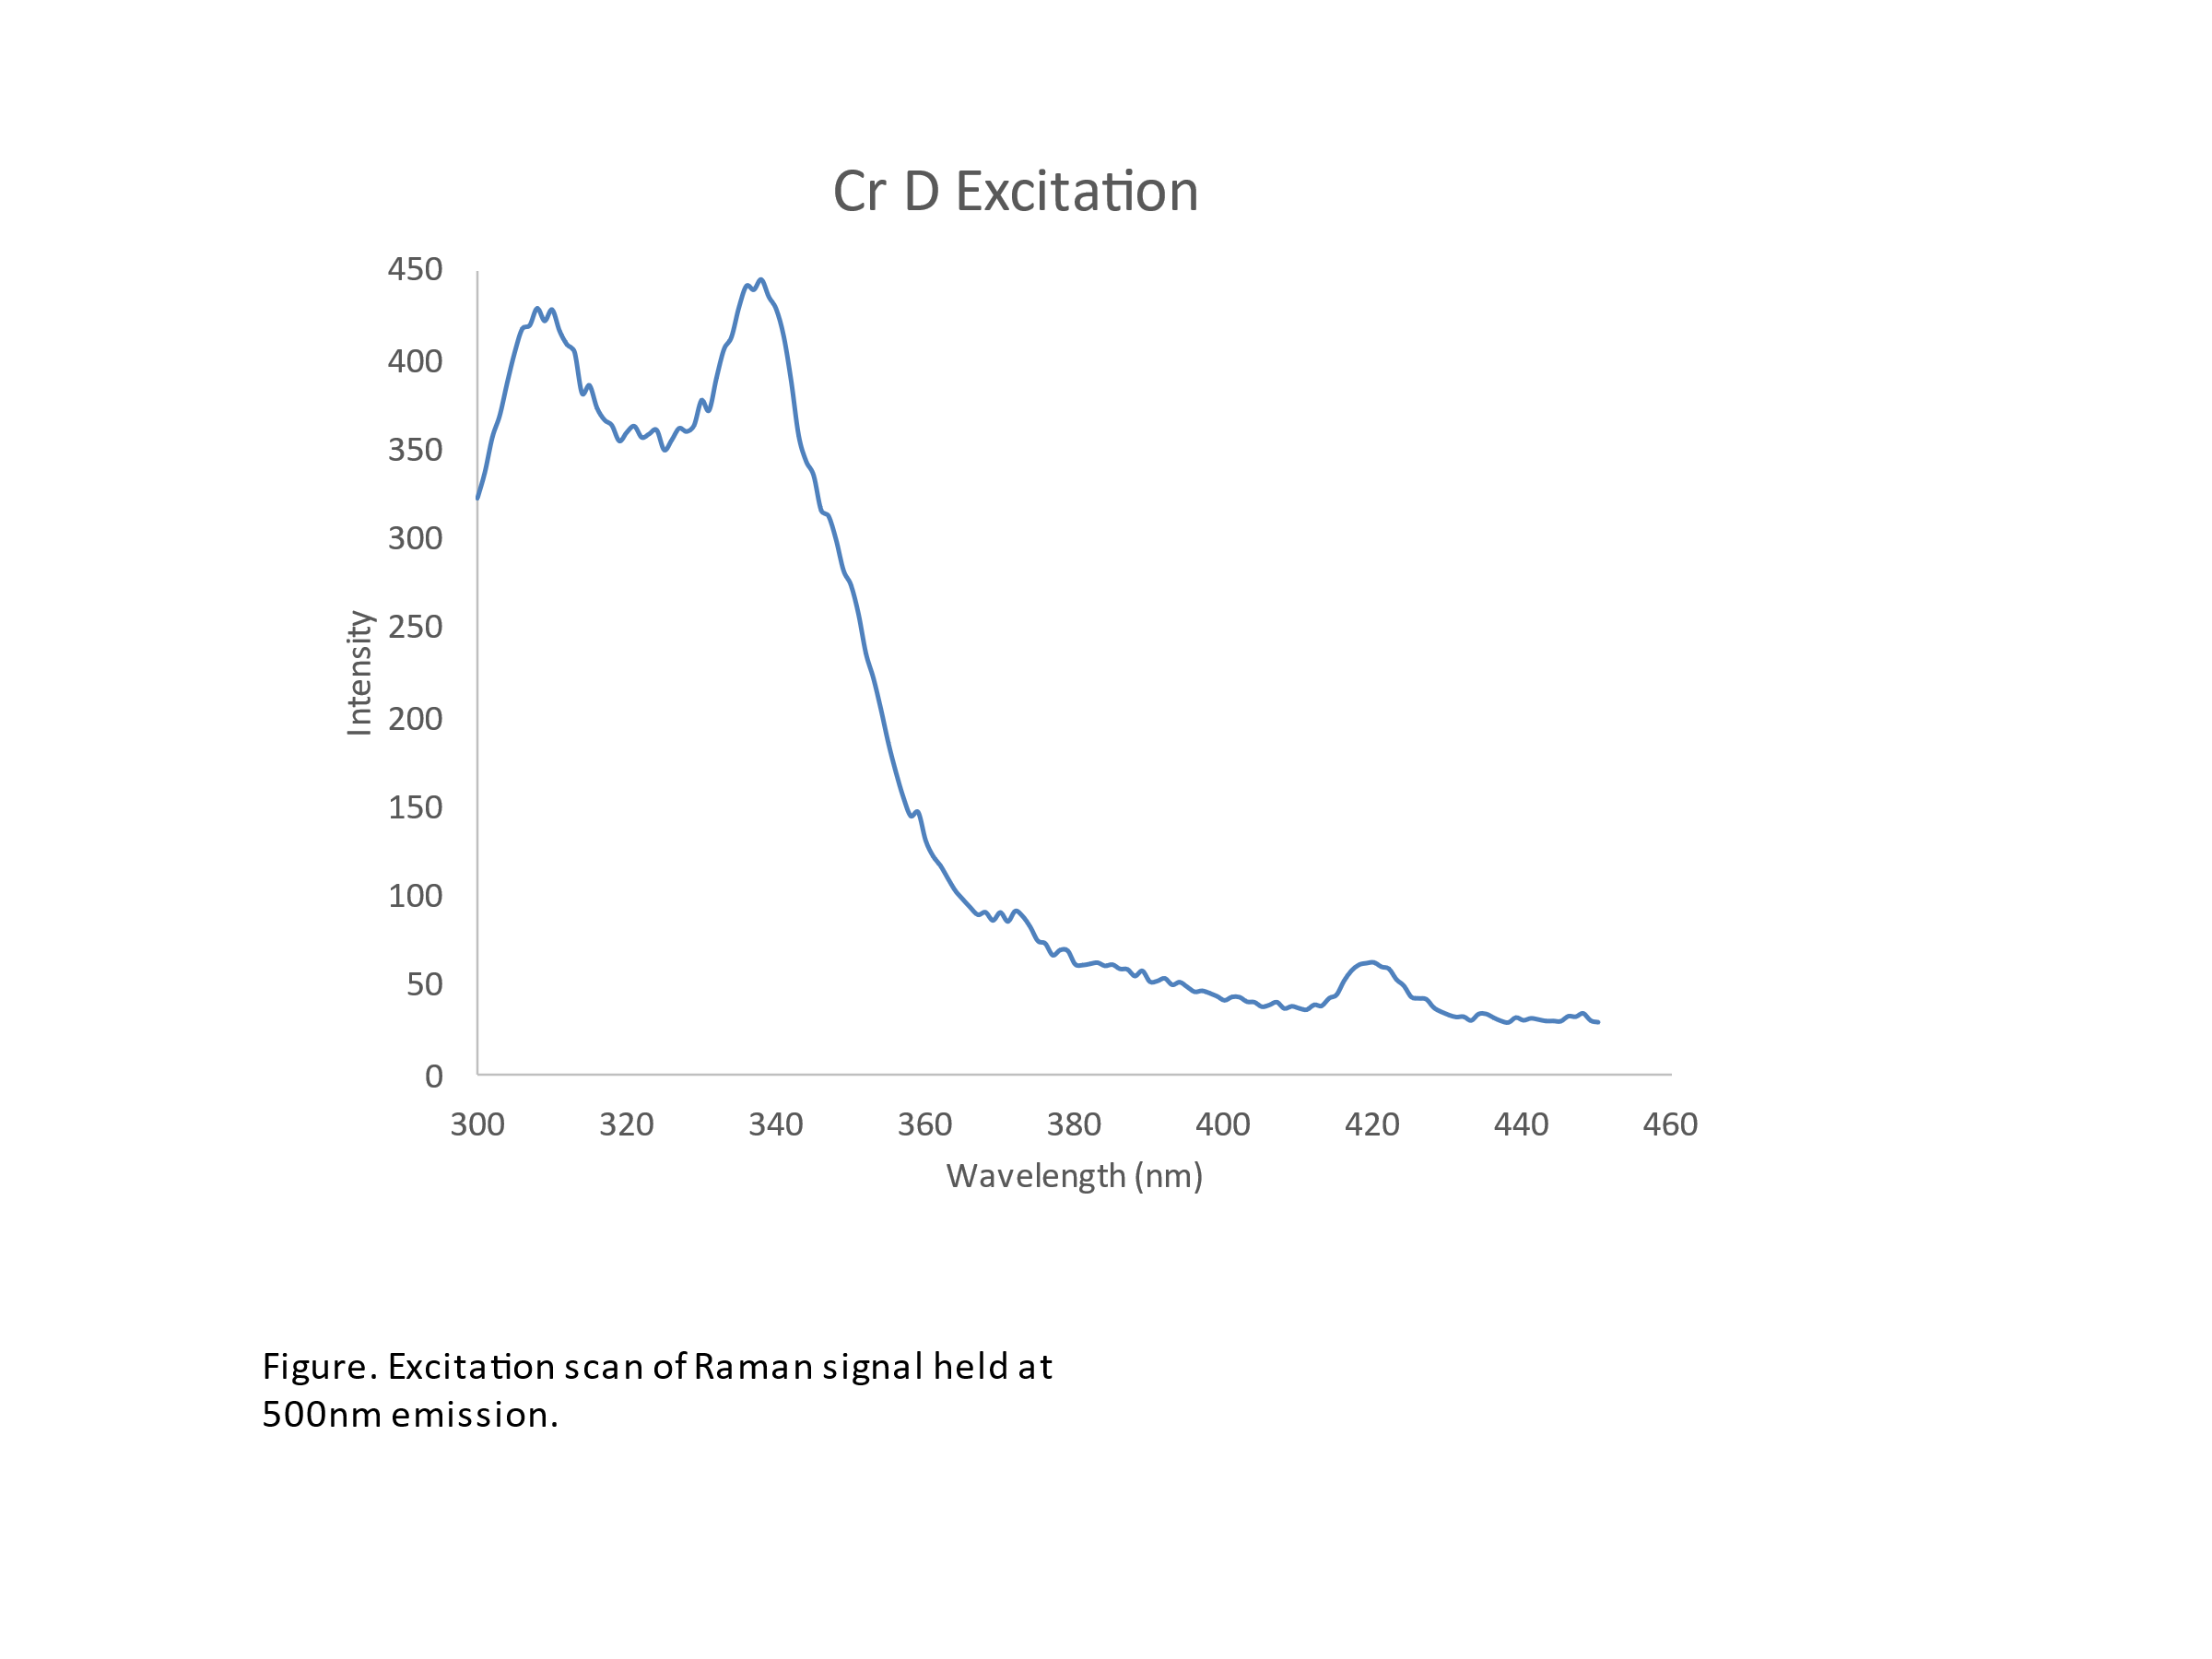 Cr D Excitation
450
400
350
300
250
200
150
100
50
0
Intensity
300 320 340 360 380 400 420 440 460
Wavelength (nm)
Figure. Excitation scan of Raman signal held at
500nm emission.